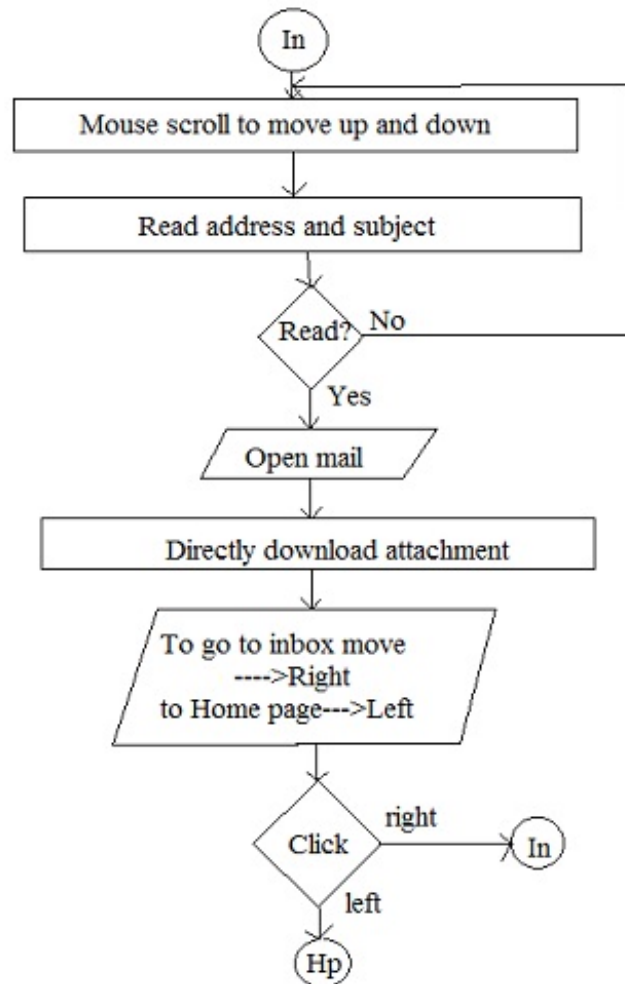 In
Mouse scroll to move up and down
Read address and subject
Read?
No
Yes
Open mail
Directly download attachment
To go to inbox move
---->Right
to Home page--->Left
Click
right
In
left
Hp